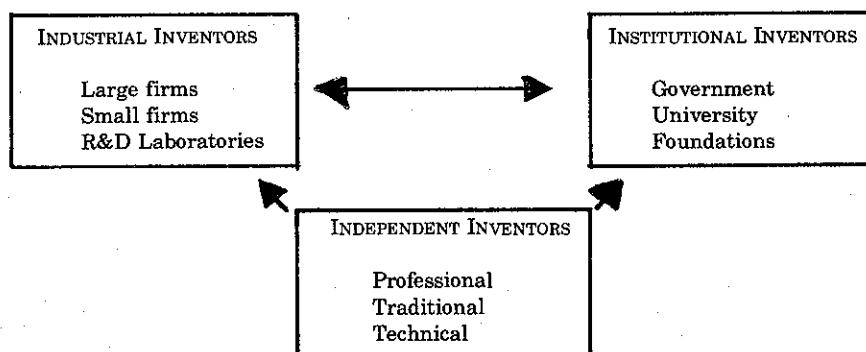 INDUSTRIAL INVENTORS
Large firms
Small firms
R&D Laboratories
INSTITUTIONAL INVENTORS
Government
University
Foundations
INDEPENDENT INVENTORS
Professional
Traditional
Technical